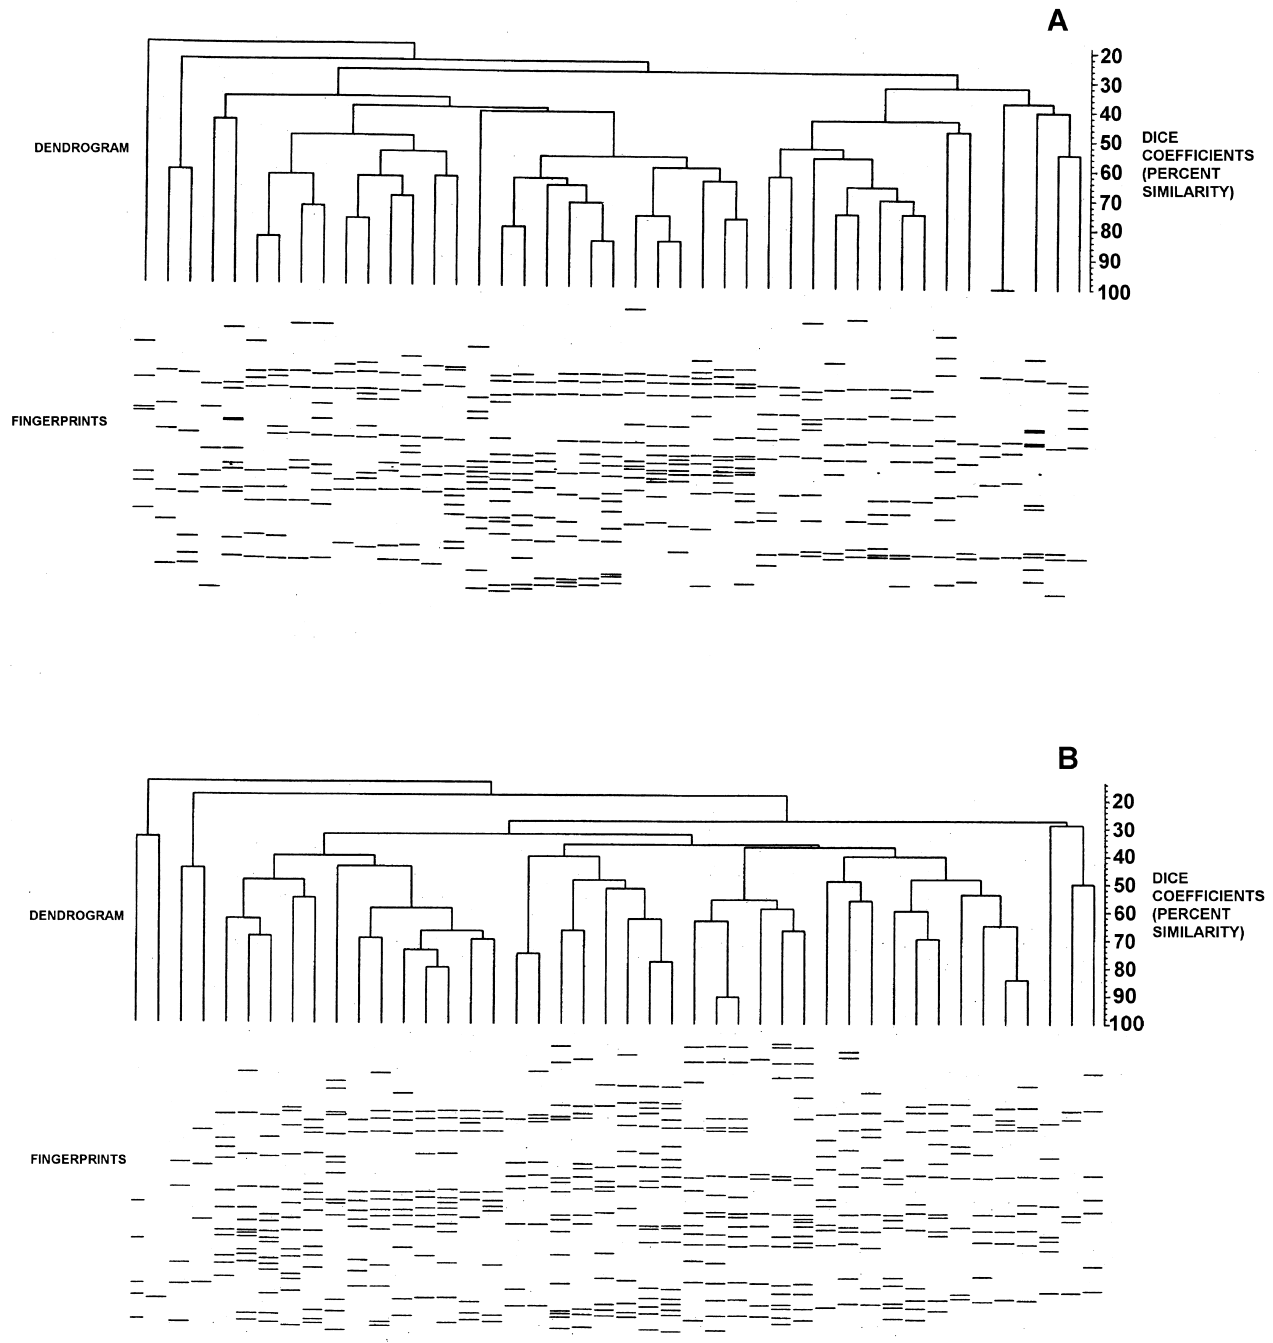 A
20
30
40
50
60
70
80
90
100
DENDROGRAM
DICE
COEFFICIENTS
(PERCENT
SIMILARITY)
FINGERPRINTS
B
20
30
40
50
60
70
80
90
100
DENDROGRAM
DICE
COEFFICIENTS
(PERCENT
SIMILARITY)
FINGERPRINTS